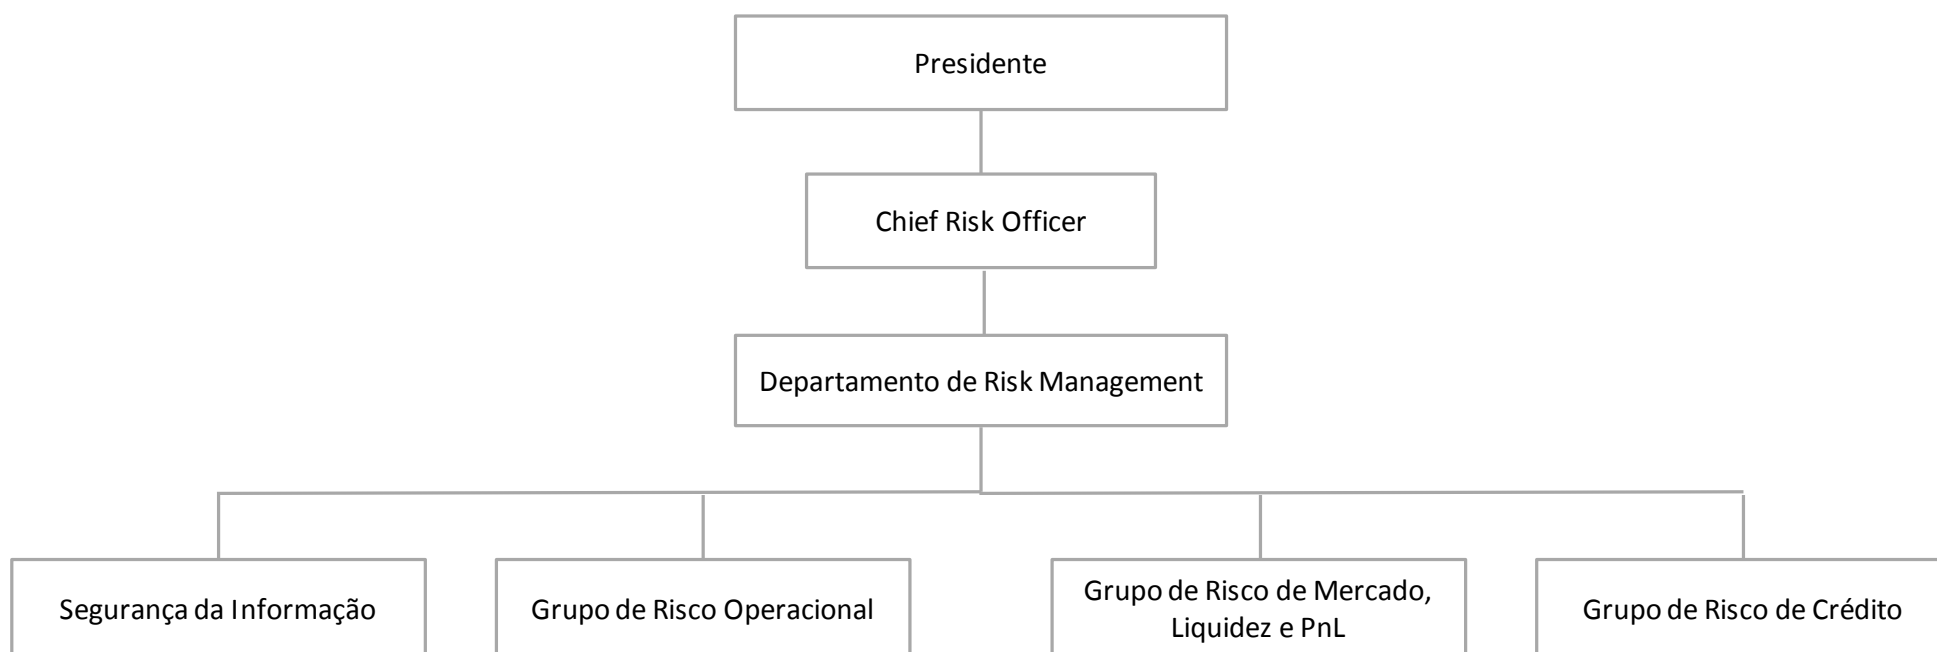 Presidente
Chief Risk Officer
Departamento de Risk Management
Segurança da Informação
Grupo de Risco Operacional
Grupo de Risco de Mercado,
Liquidez e PnL
Grupo de Risco de Crédito